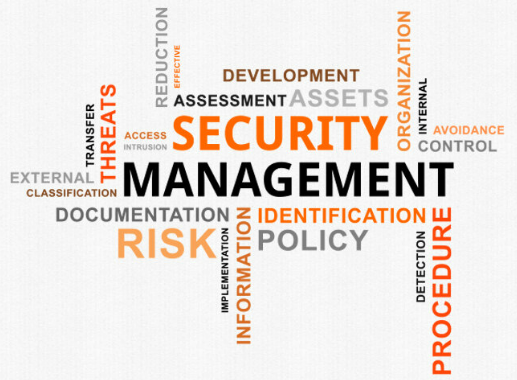 REDUCTION
EFFECTIVE
DEVELOPMENT
ORGANIZATION
INTERNAL
ASSESSMENT
ASSETS
TRANSFER
THREATS
ACCESS
INTRUSION
SECURITY
AVOIDANCE
CONTROL
EXTERNAL
CLASSIFICATION
MANAGEMENT
DOCUMENTATION
IDENTIFICATION
RISK
IMPLEMENTATION
INFORMATION
POLICY
DETECTION
PROCEDURE